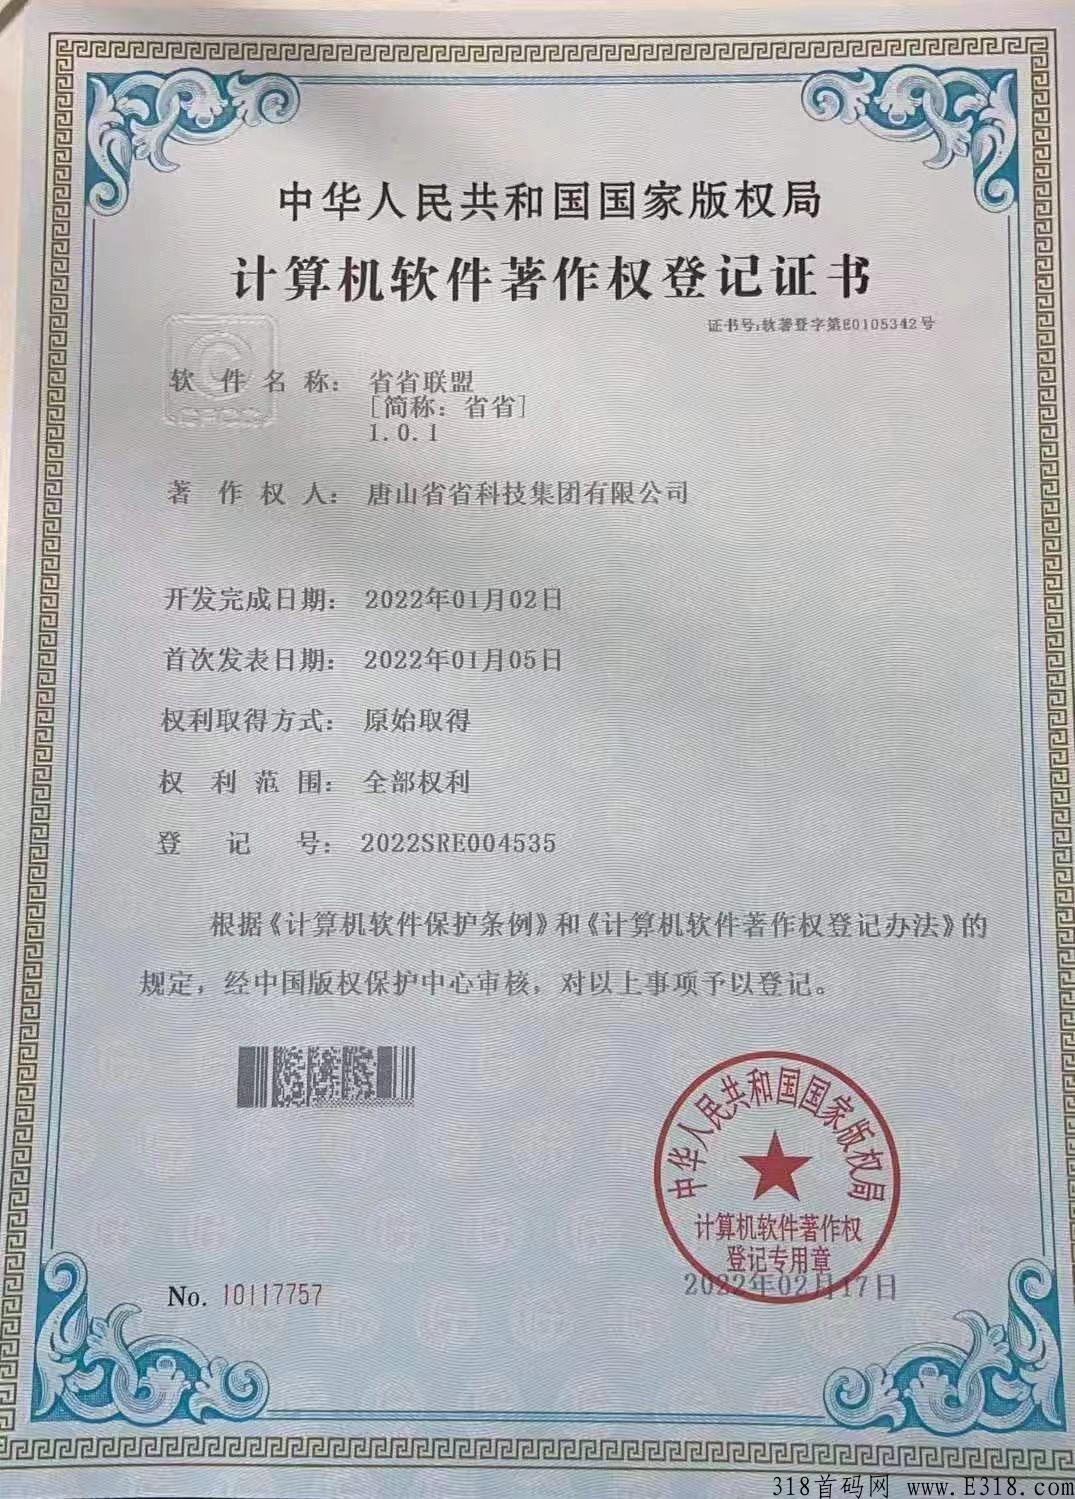 中华人民共和国国家版权局
计算机软件著作权登记证书
证书号:软著登字第E0105342号
软件名称: 省省联盟
[简称:省省]
1.0.1
著作权人: 唐山省省科技集团有限公司
开发完成日期: 2022年01月02日
首次发表日期: 2022年01月05日
权利取得方式: 原始取得
权利范围: 全部权利
登记号: 2022SRE004535
根据《计算机软件保护条例》和《计算机软件著作权登记办法》的
规定,经中国版权保护中心审核,对以上事项予以登记。
中华人民共和国国家版权局
计算机软件著作权
登记专用章
2022年02月17日
No. 10117757
318首码网 www.E318.com